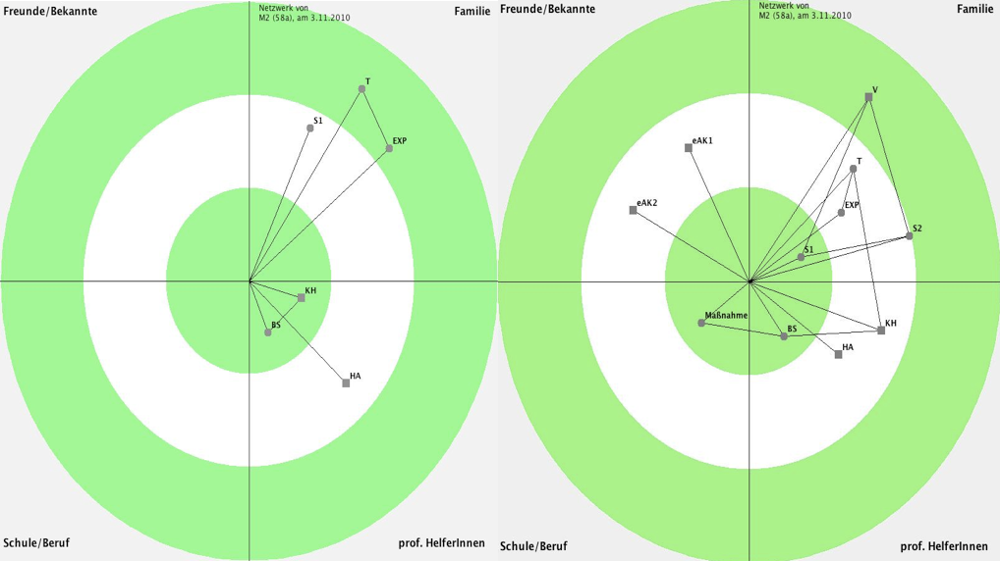 Freunde/Bekannte
Netzwerk von
M2 (58a), am 3.11.2010
Familie
T
S1
EXP
KH
BS
HA
Schule/Beruf
prof. HelferInnen
Freunde/Bekannte
Netzwerk von
M2 (58a), am 3.11.2010
Familie
V
eAK1
T
eAK2
EXP
S2
S1
Maßnahme
KH
BS
HA
Schule/Beruf
prof. HelferInnen